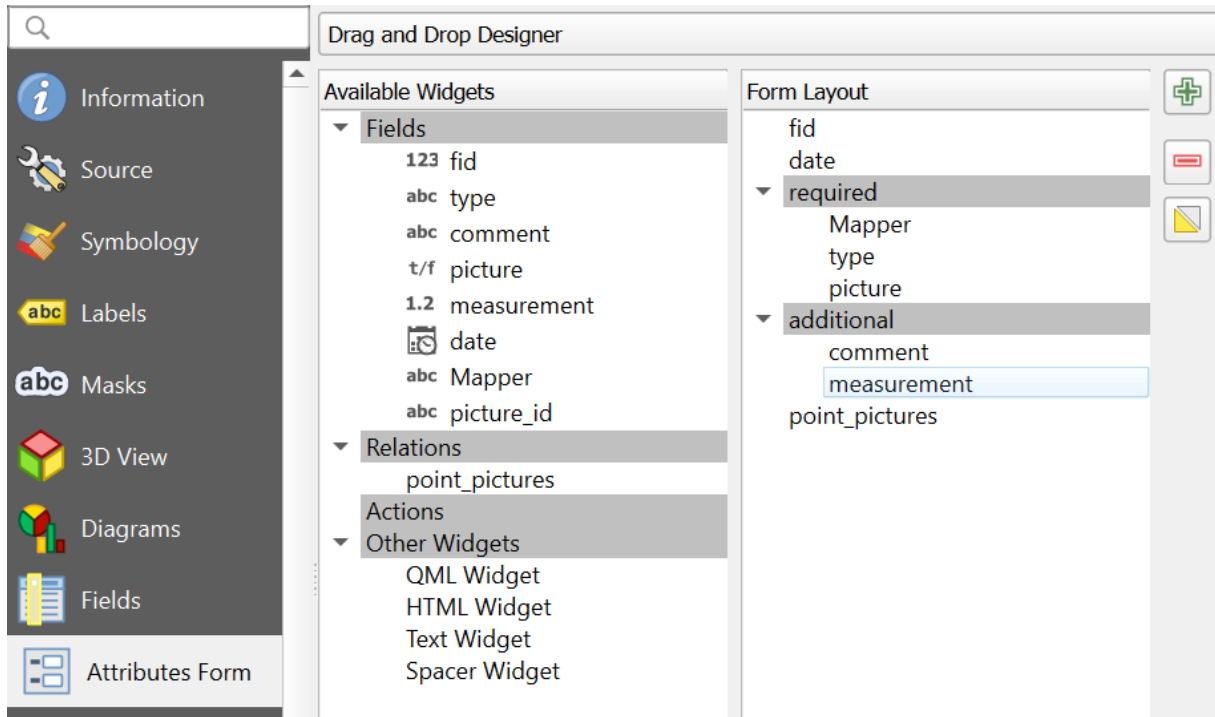 Information
Source
Symbology
abc Labels
abc Masks
3D View
Diagrams
Fields
Attributes Form
Drag and Drop Designer
Available Widgets
Fields
123 fid
abc type
abc comment
t/f picture
1.2 measurement
date
abc Mapper
abc picture_id
Relations
point_pictures
Actions
Other Widgets
QML Widget
HTML Widget
Text Widget
Spacer Widget
Form Layout
fid
date
required
Mapper
type
picture
additional
comment
measurement
point_pictures